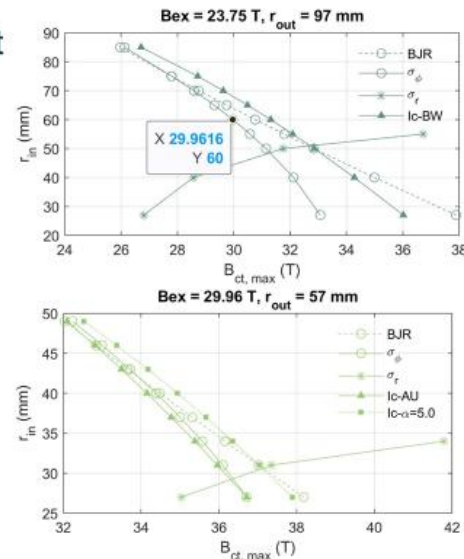 t
Bex = 23.75 T, r_out = 97 mm
90
80
70
60
50
40
30
20
r_in (mm)
BJR
σ_ϕ
σ_r
Ic-BW
X 29.9616
Y 60
24 26 28 30 32 34 36 38
B_ct, max (T)
Bex = 29.96 T, r_out = 57 mm
50
45
40
35
30
25
r_in (mm)
BJR
σ_ϕ
σ_r
Ic-AU
Ic-α=5.0
32 34 36 38 40 42
B_ct, max (T)